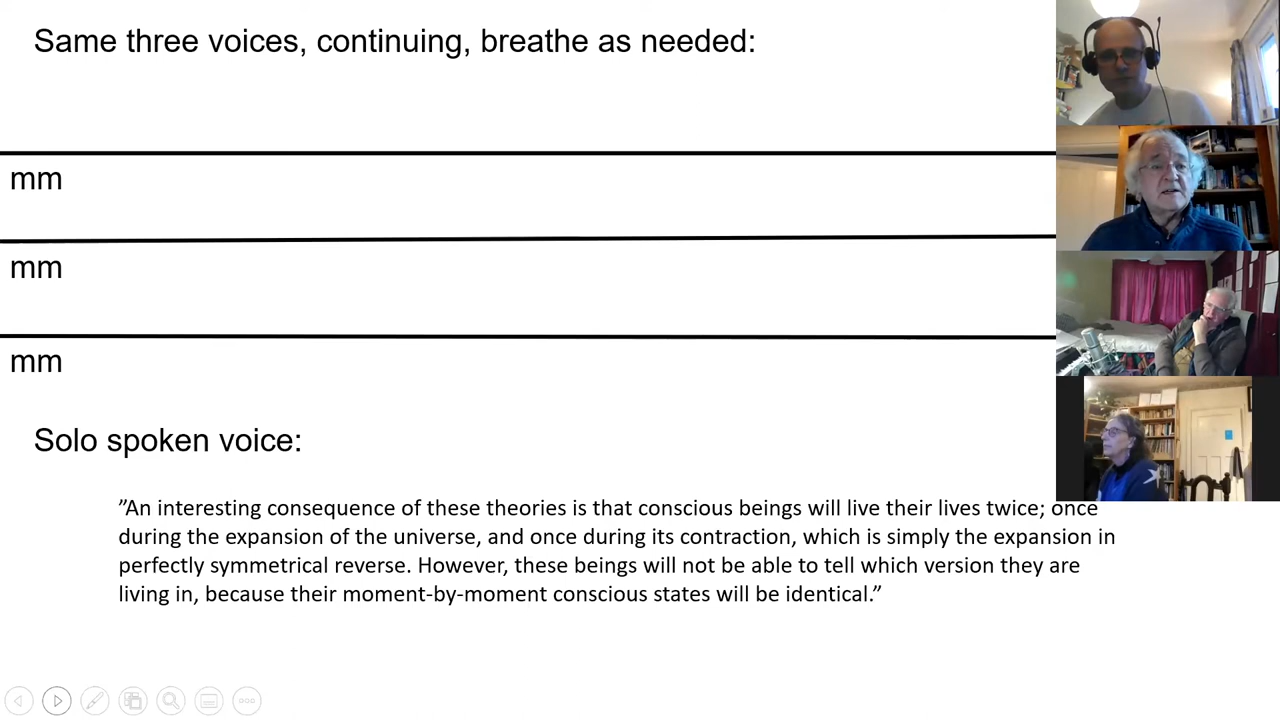 Same three voices, continuing, breathe as needed:
mm
mm
mm
Solo spoken voice:
”An interesting consequence of these theories is that conscious beings will live their lives twice; once
during the expansion of the universe, and once during its contraction, which is simply the expansion in
perfectly symmetrical reverse. However, these beings will not be able to tell which version they are
living in, because their moment-by-moment conscious states will be identical.”